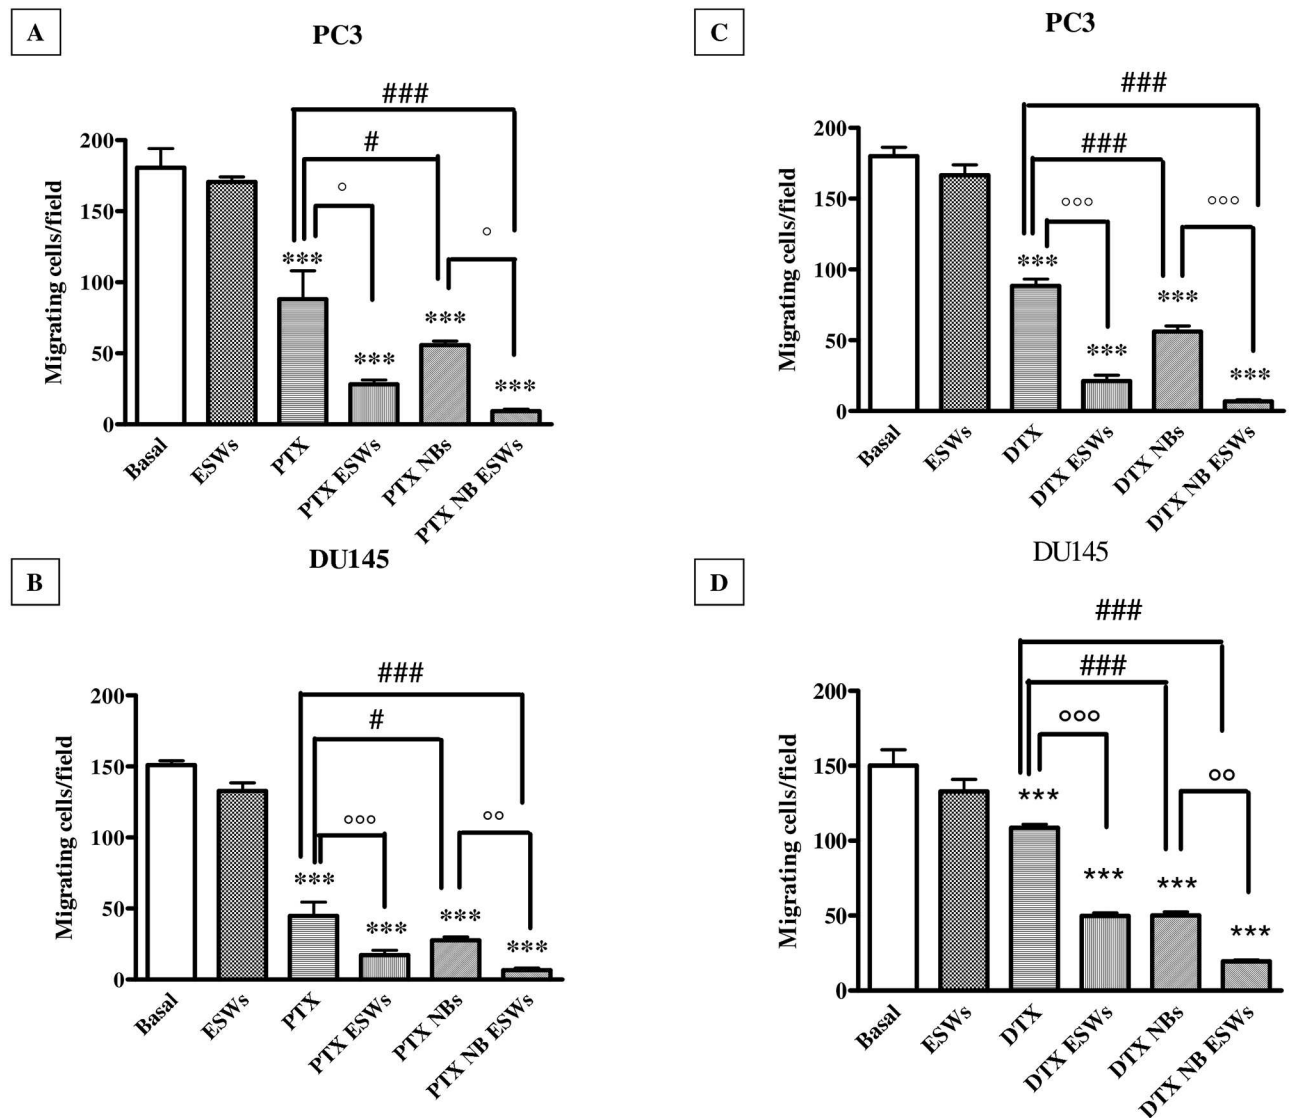 A
PC3
###
#
°
°
***
***
***
***
200
150
100
50
0
Migrating cells/field
Basal
ESWs
PTX
PTX ESWs
PTX NBs
PTX NB ESWs
C
PC3
###
###
°°°
°°°
***
***
***
***
200
150
100
50
0
Migrating cells/field
Basal
ESWs
DTX
DTX ESWs
DTX NBs
DTX NB ESWs
B
DU145
###
#
°°°
°°
***
***
***
***
200
150
100
50
0
Migrating cells/field
Basal
ESWs
PTX
PTX ESWs
PTX NBs
PTX NB ESWs
D
DU145
###
###
°°°
°°
***
***
***
***
200
150
100
50
0
Migrating cells/field
Basal
ESWs
DTX
DTX ESWs
DTX NBs
DTX NB ESWs